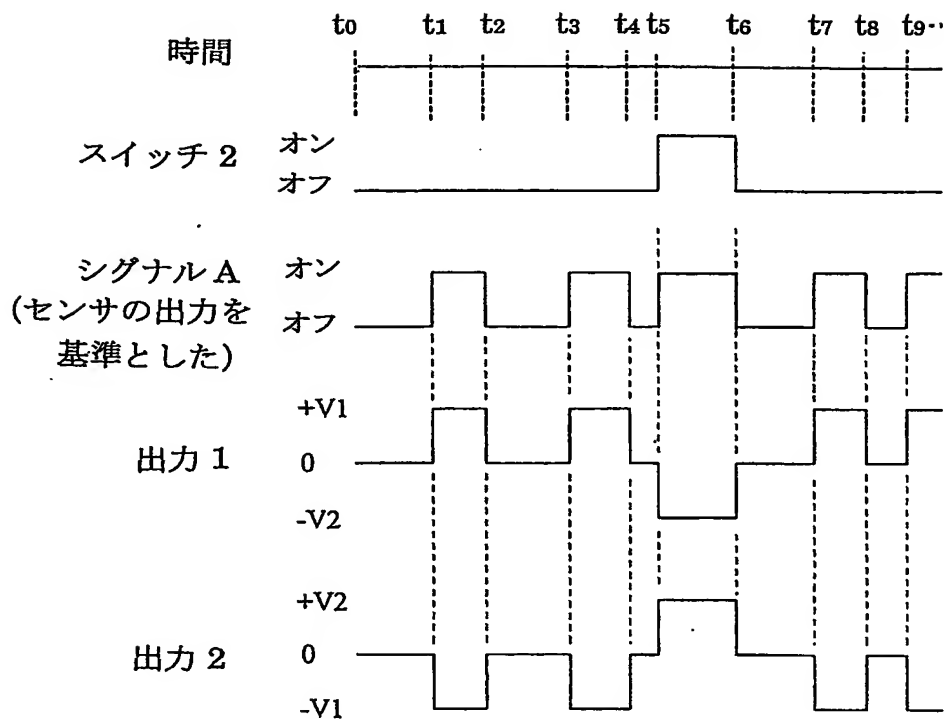 t0 t1 t2 t3 t4 t5 t6 t7 t8 t9··
時間
スイッチ 2
オン
オフ
シグナル A
(センサの出力を
基準とした)
オン
オフ
出力 1
+V1
0
-V2
出力 2
+V2
0
-V1